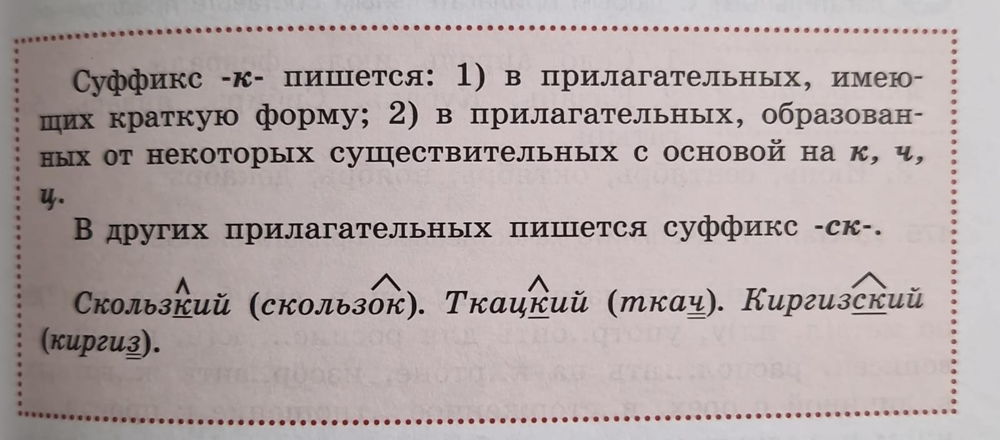 Суффикс -к- пишется: 1) в прилагательных, имею-
щих краткую форму; 2) в прилагательных, образован-
ных от некоторых существительных с основой на к, ч,
ц.
В других прилагательных пишется суффикс -ск-.
Скользкий (скользок). Ткацкий (ткач). Киргизский
(киргиз).